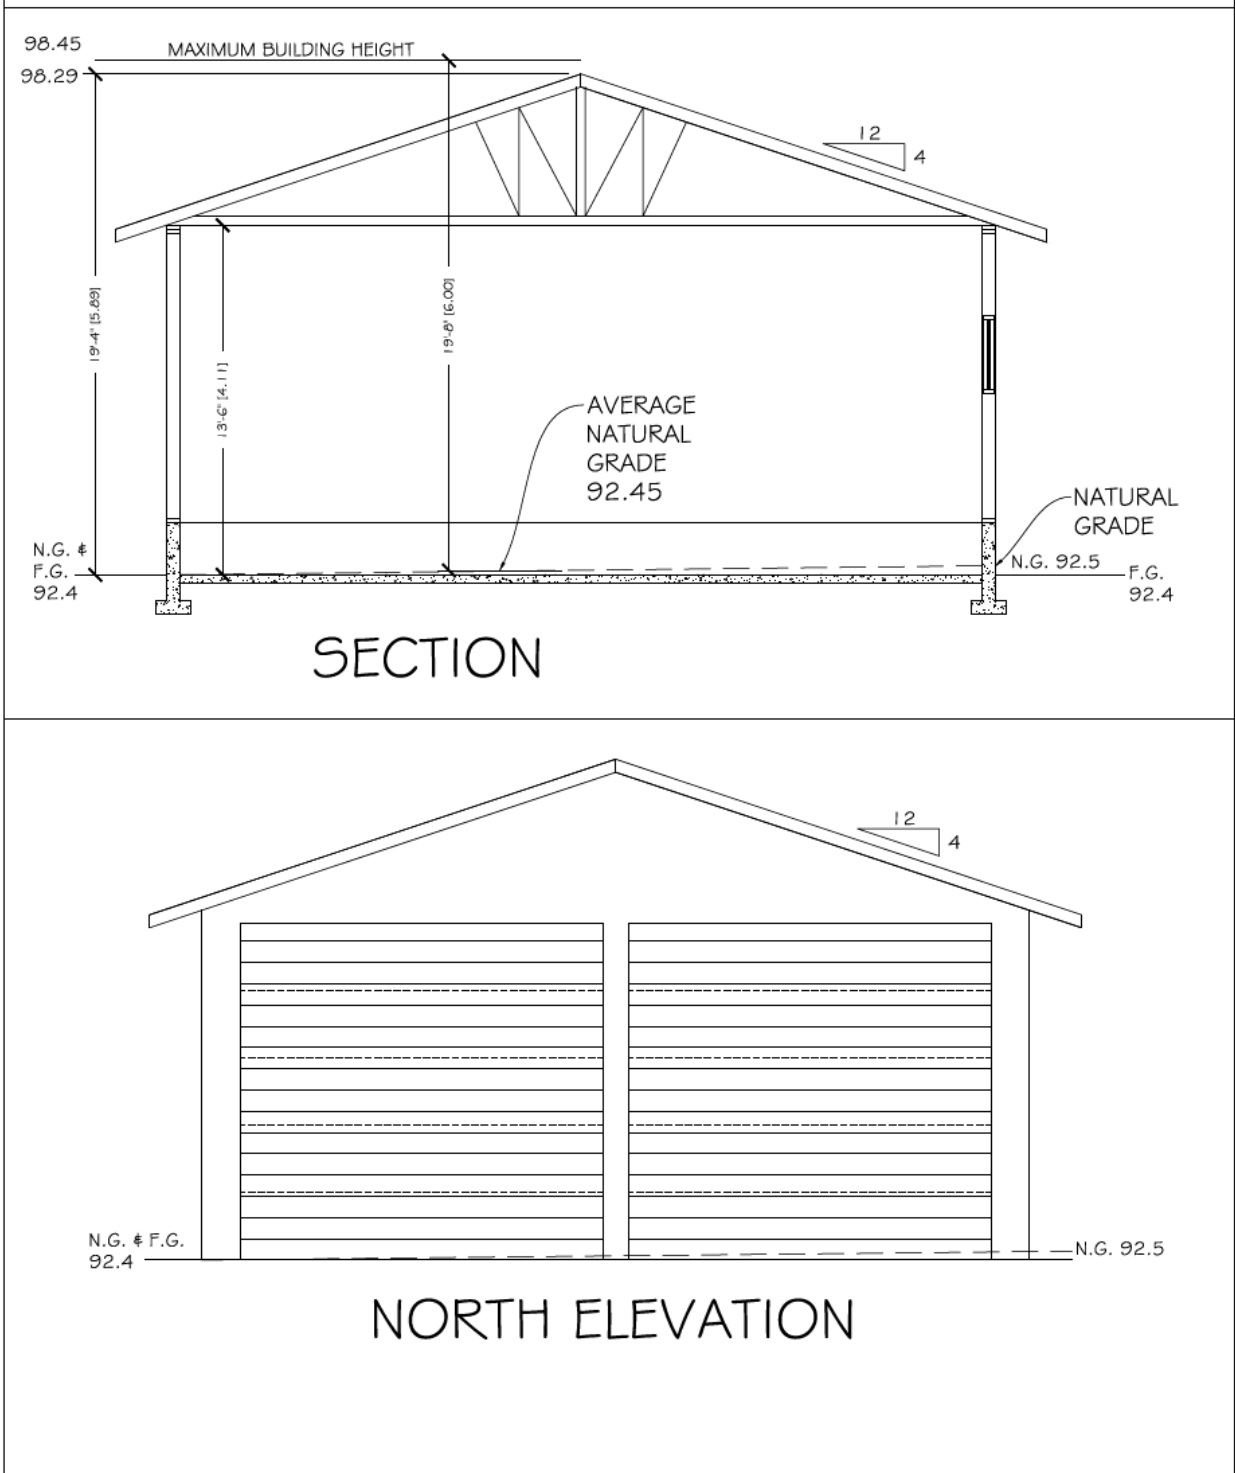 98.45
MAXIMUM BUILDING HEIGHT
98.29
12
4
19'-4" [5.89]
13'-6" [4.11]
19'-8" [6.00]
AVERAGE
NATURAL
GRADE
92.45
NATURAL
GRADE
N.G. &
F.G.
92.4
N.G. 92.5
F.G.
92.4
SECTION
12
4
N.G. & F.G.
92.4
N.G. 92.5
NORTH ELEVATION